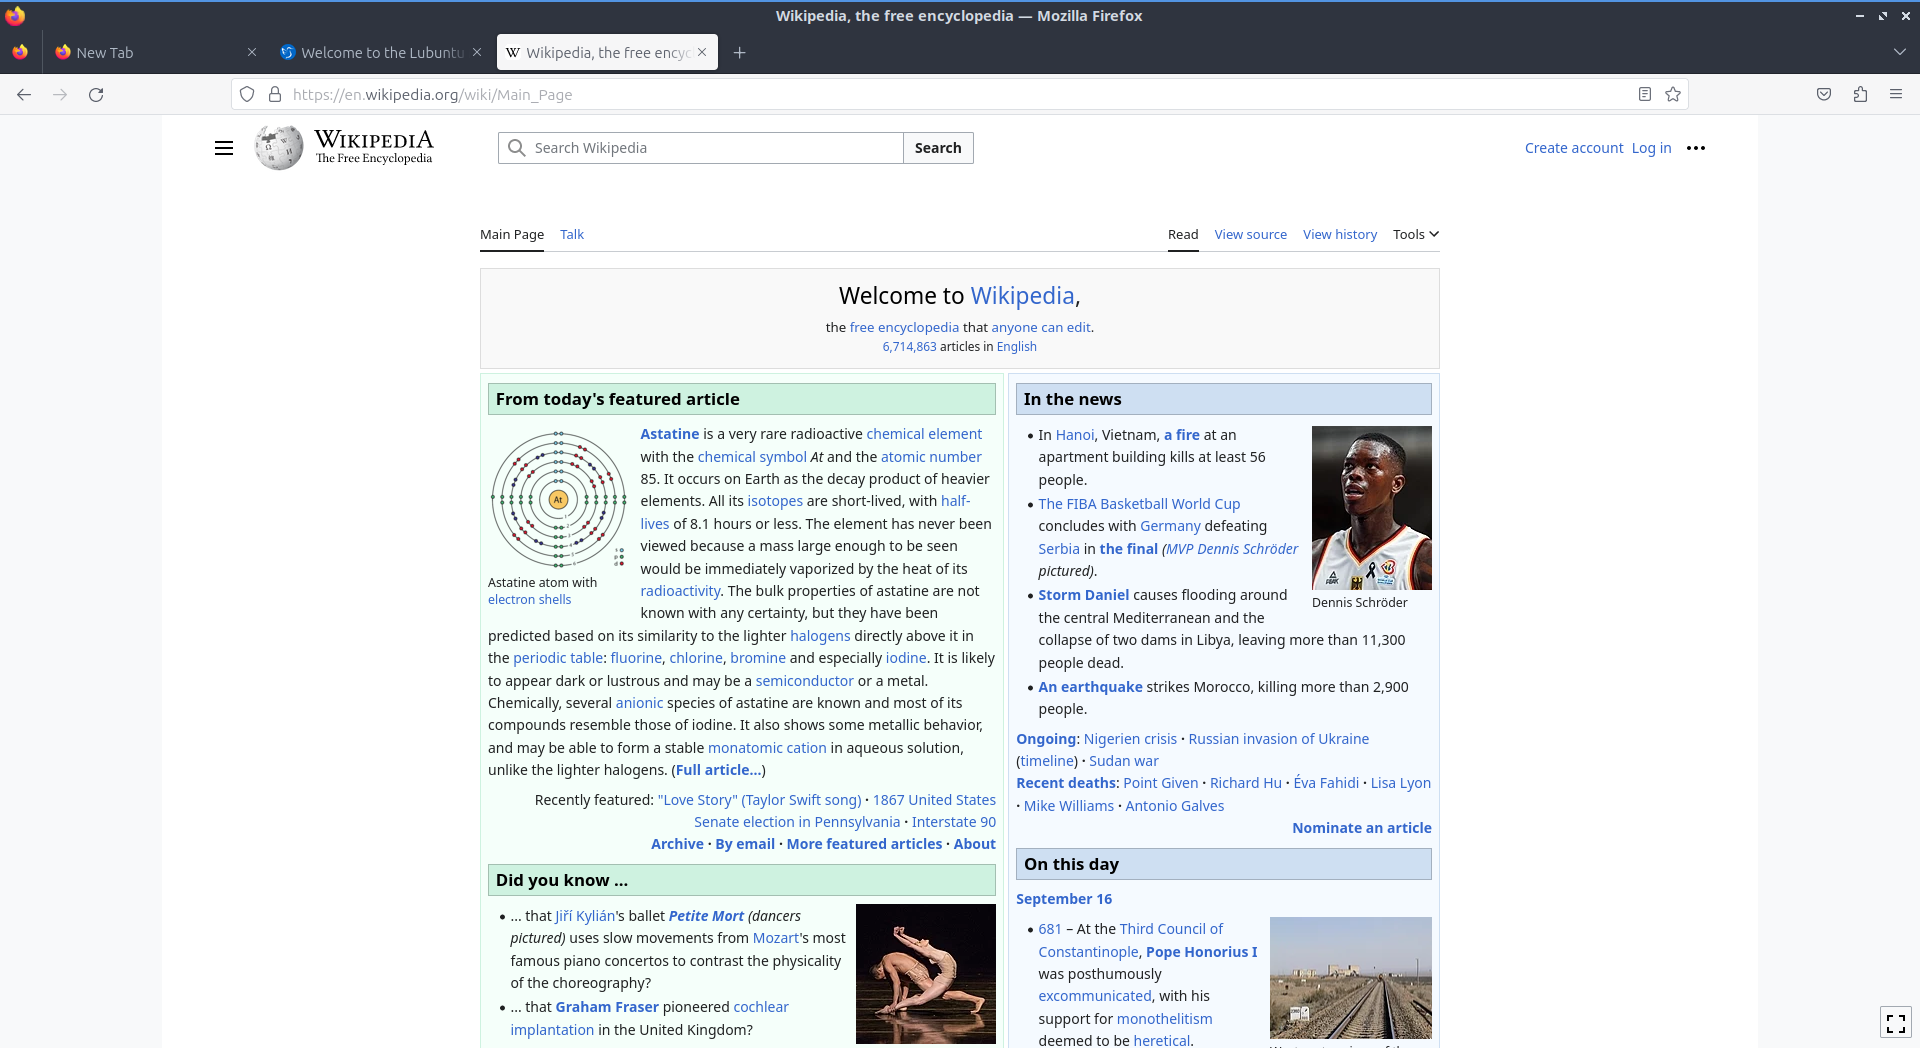 Wikipedia, the free encyclopedia — Mozilla Firefox
New Tab
Welcome to the Lubuntu
Wikipedia, the free encyc
https://en.wikipedia.org/wiki/Main_Page
WIKIPEDIA
The Free Encyclopedia
Search Wikipedia
Search
Create account Log in
Main Page Talk
Read View source View history Tools
Welcome to Wikipedia,
the free encyclopedia that anyone can edit.
6,714,863 articles in English
From today's featured article
At
Astatine atom with
electron shells
Astatine is a very rare radioactive chemical element
with the chemical symbol At and the atomic number
85. It occurs on Earth as the decay product of heavier
elements. All its isotopes are short-lived, with half-
lives of 8.1 hours or less. The element has never been
viewed because a mass large enough to be seen
would be immediately vaporized by the heat of its
radioactivity. The bulk properties of astatine are not
known with any certainty, but they have been
predicted based on its similarity to the lighter halogens directly above it in
the periodic table: fluorine, chlorine, bromine and especially iodine. It is likely
to appear dark or lustrous and may be a semiconductor or a metal.
Chemically, several anionic species of astatine are known and most of its
compounds resemble those of iodine. It also shows some metallic behavior,
and may be able to form a stable monatomic cation in aqueous solution,
unlike the lighter halogens. (Full article...)
Recently featured: "Love Story" (Taylor Swift song) · 1867 United States
Senate election in Pennsylvania · Interstate 90
Archive · By email · More featured articles · About
Did you know ...
• ... that Jiří Kylián's ballet Petite Mort (dancers
pictured) uses slow movements from Mozart's most
famous piano concertos to contrast the physicality
of the choreography?
• ... that Graham Fraser pioneered cochlear
implantation in the United Kingdom?
In the news
• In Hanoi, Vietnam, a fire at an
apartment building kills at least 56
people.
• The FIBA Basketball World Cup
concludes with Germany defeating
Serbia in the final (MVP Dennis Schröder
pictured).
• Storm Daniel causes flooding around
the central Mediterranean and the
collapse of two dams in Libya, leaving more than 11,300
people dead.
• An earthquake strikes Morocco, killing more than 2,900
people.
Dennis Schröder
Ongoing: Nigerien crisis · Russian invasion of Ukraine
(timeline) · Sudan war
Recent deaths: Point Given · Richard Hu · Éva Fahidi · Lisa Lyon
· Mike Williams · Antonio Galves
Nominate an article
On this day
September 16
• 681 – At the Third Council of
Constantinople, Pope Honorius I
was posthumously
excommunicated, with his
support for monothelitism
deemed to be heretical.